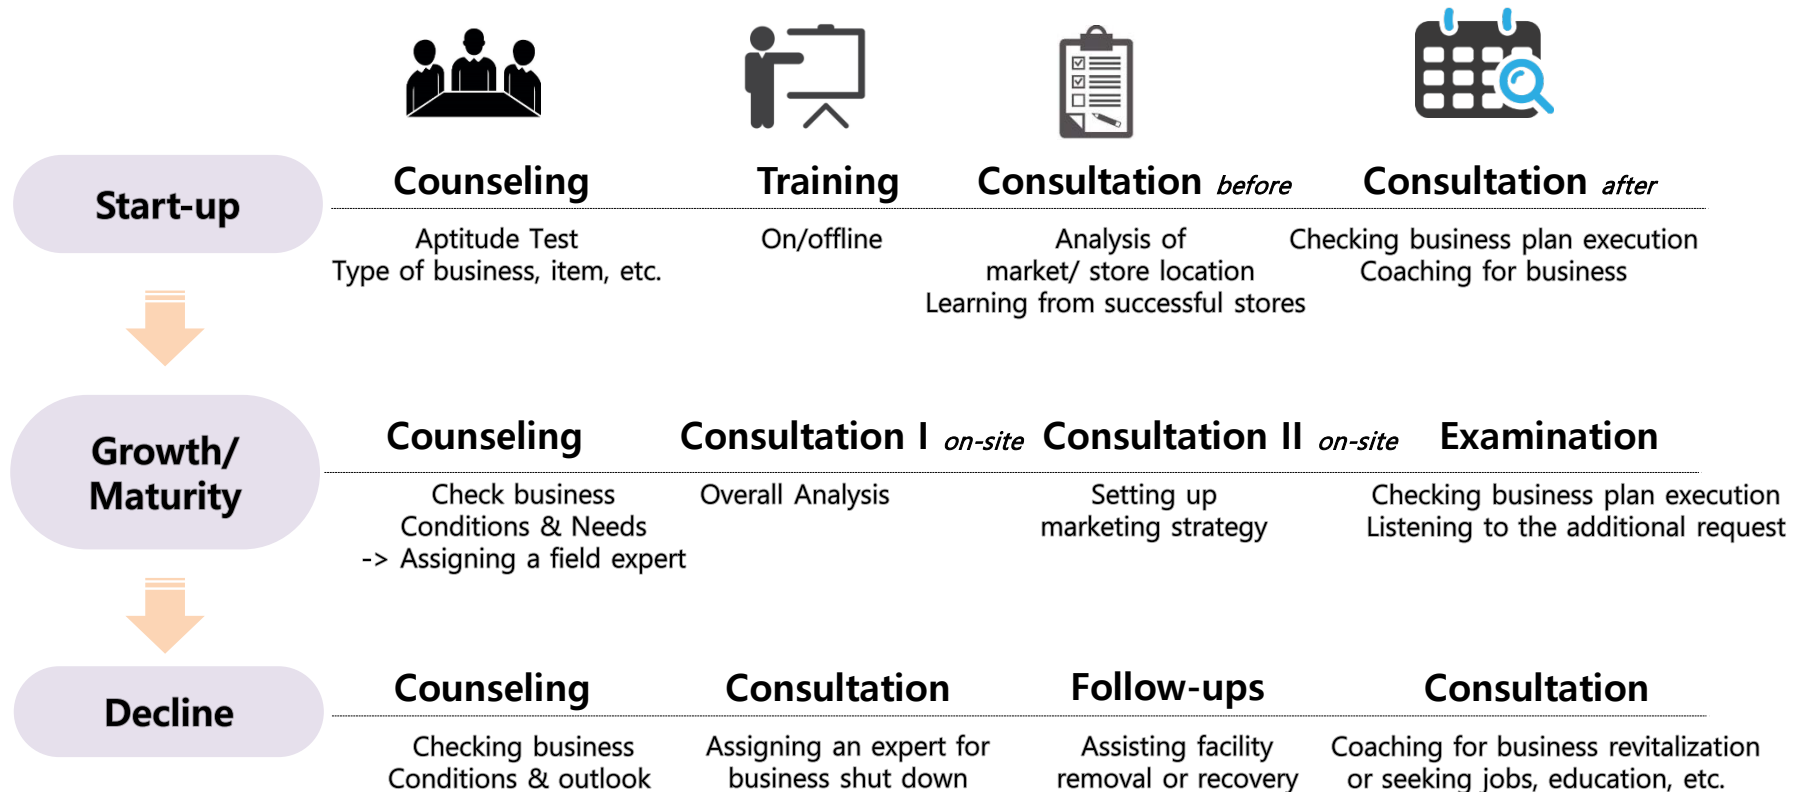 Start-up
Counseling
Training
Consultation before
Consultation after
Aptitude Test
Type of business, item, etc.
On/offline
Analysis of
market/ store location
Learning from successful stores
Checking business plan execution
Coaching for business
Growth/
Maturity
Counseling
Consultation I on-site
Consultation II on-site
Examination
Check business
Conditions & Needs
-> Assigning a field expert
Overall Analysis
Setting up
marketing strategy
Checking business plan execution
Listening to the additional request
Decline
Counseling
Consultation
Follow-ups
Consultation
Checking business
Conditions & outlook
Assigning an expert for
business shut down
Assisting facility
removal or recovery
Coaching for business revitalization
or seeking jobs, education, etc.